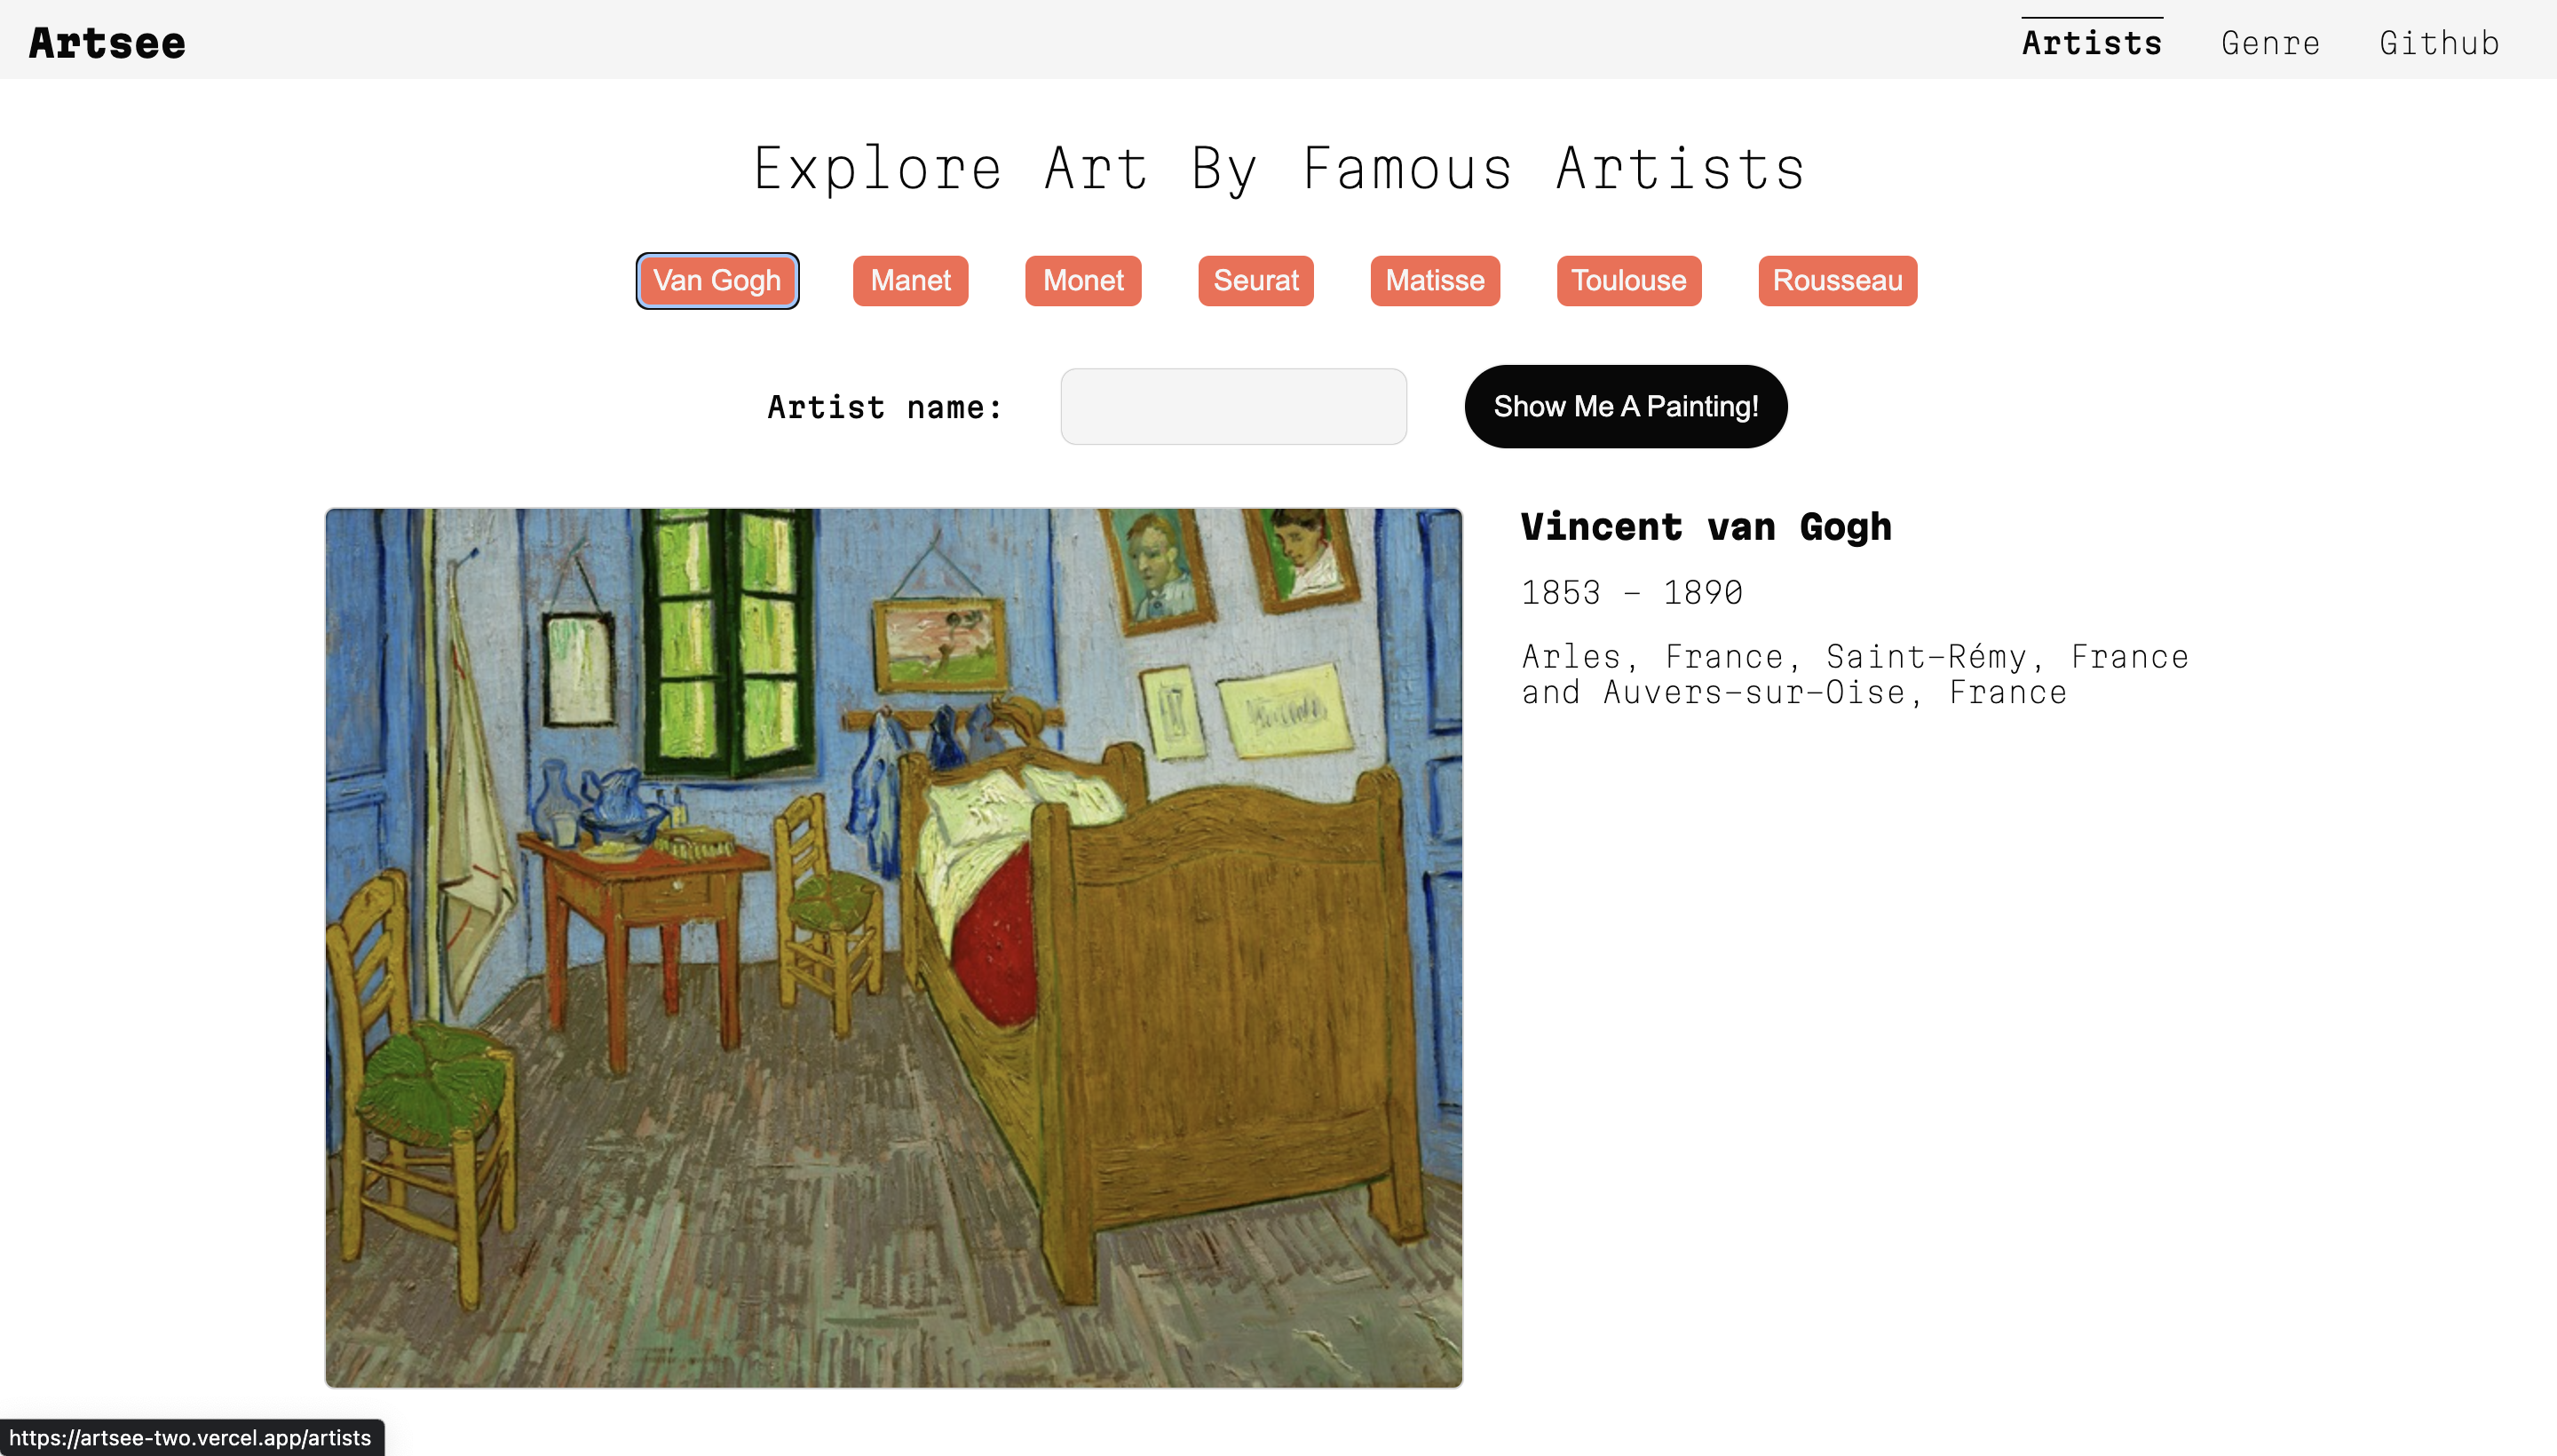 Artsee
Artists
Genre
Github
Explore Art By Famous Artists
Van Gogh
Manet
Monet
Seurat
Matisse
Toulouse
Rousseau
Artist name:
Show Me A Painting!
Vincent van Gogh
1853 – 1890
Arles, France, Saint-Rémy, France
and Auvers-sur-Oise, France
https://artsee-two.vercel.app/artists